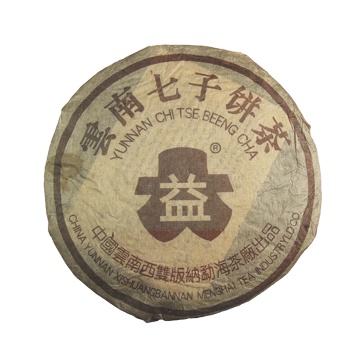 雲南七子饼茶
YUNNAN CHI TSE BEENG CHA
®
益
中國雲南西雙版納勐海茶廠出品
CHINA YUNNAN XISHUANGBANNAN MENGHAI TEA INDUSTRY.LD.CO